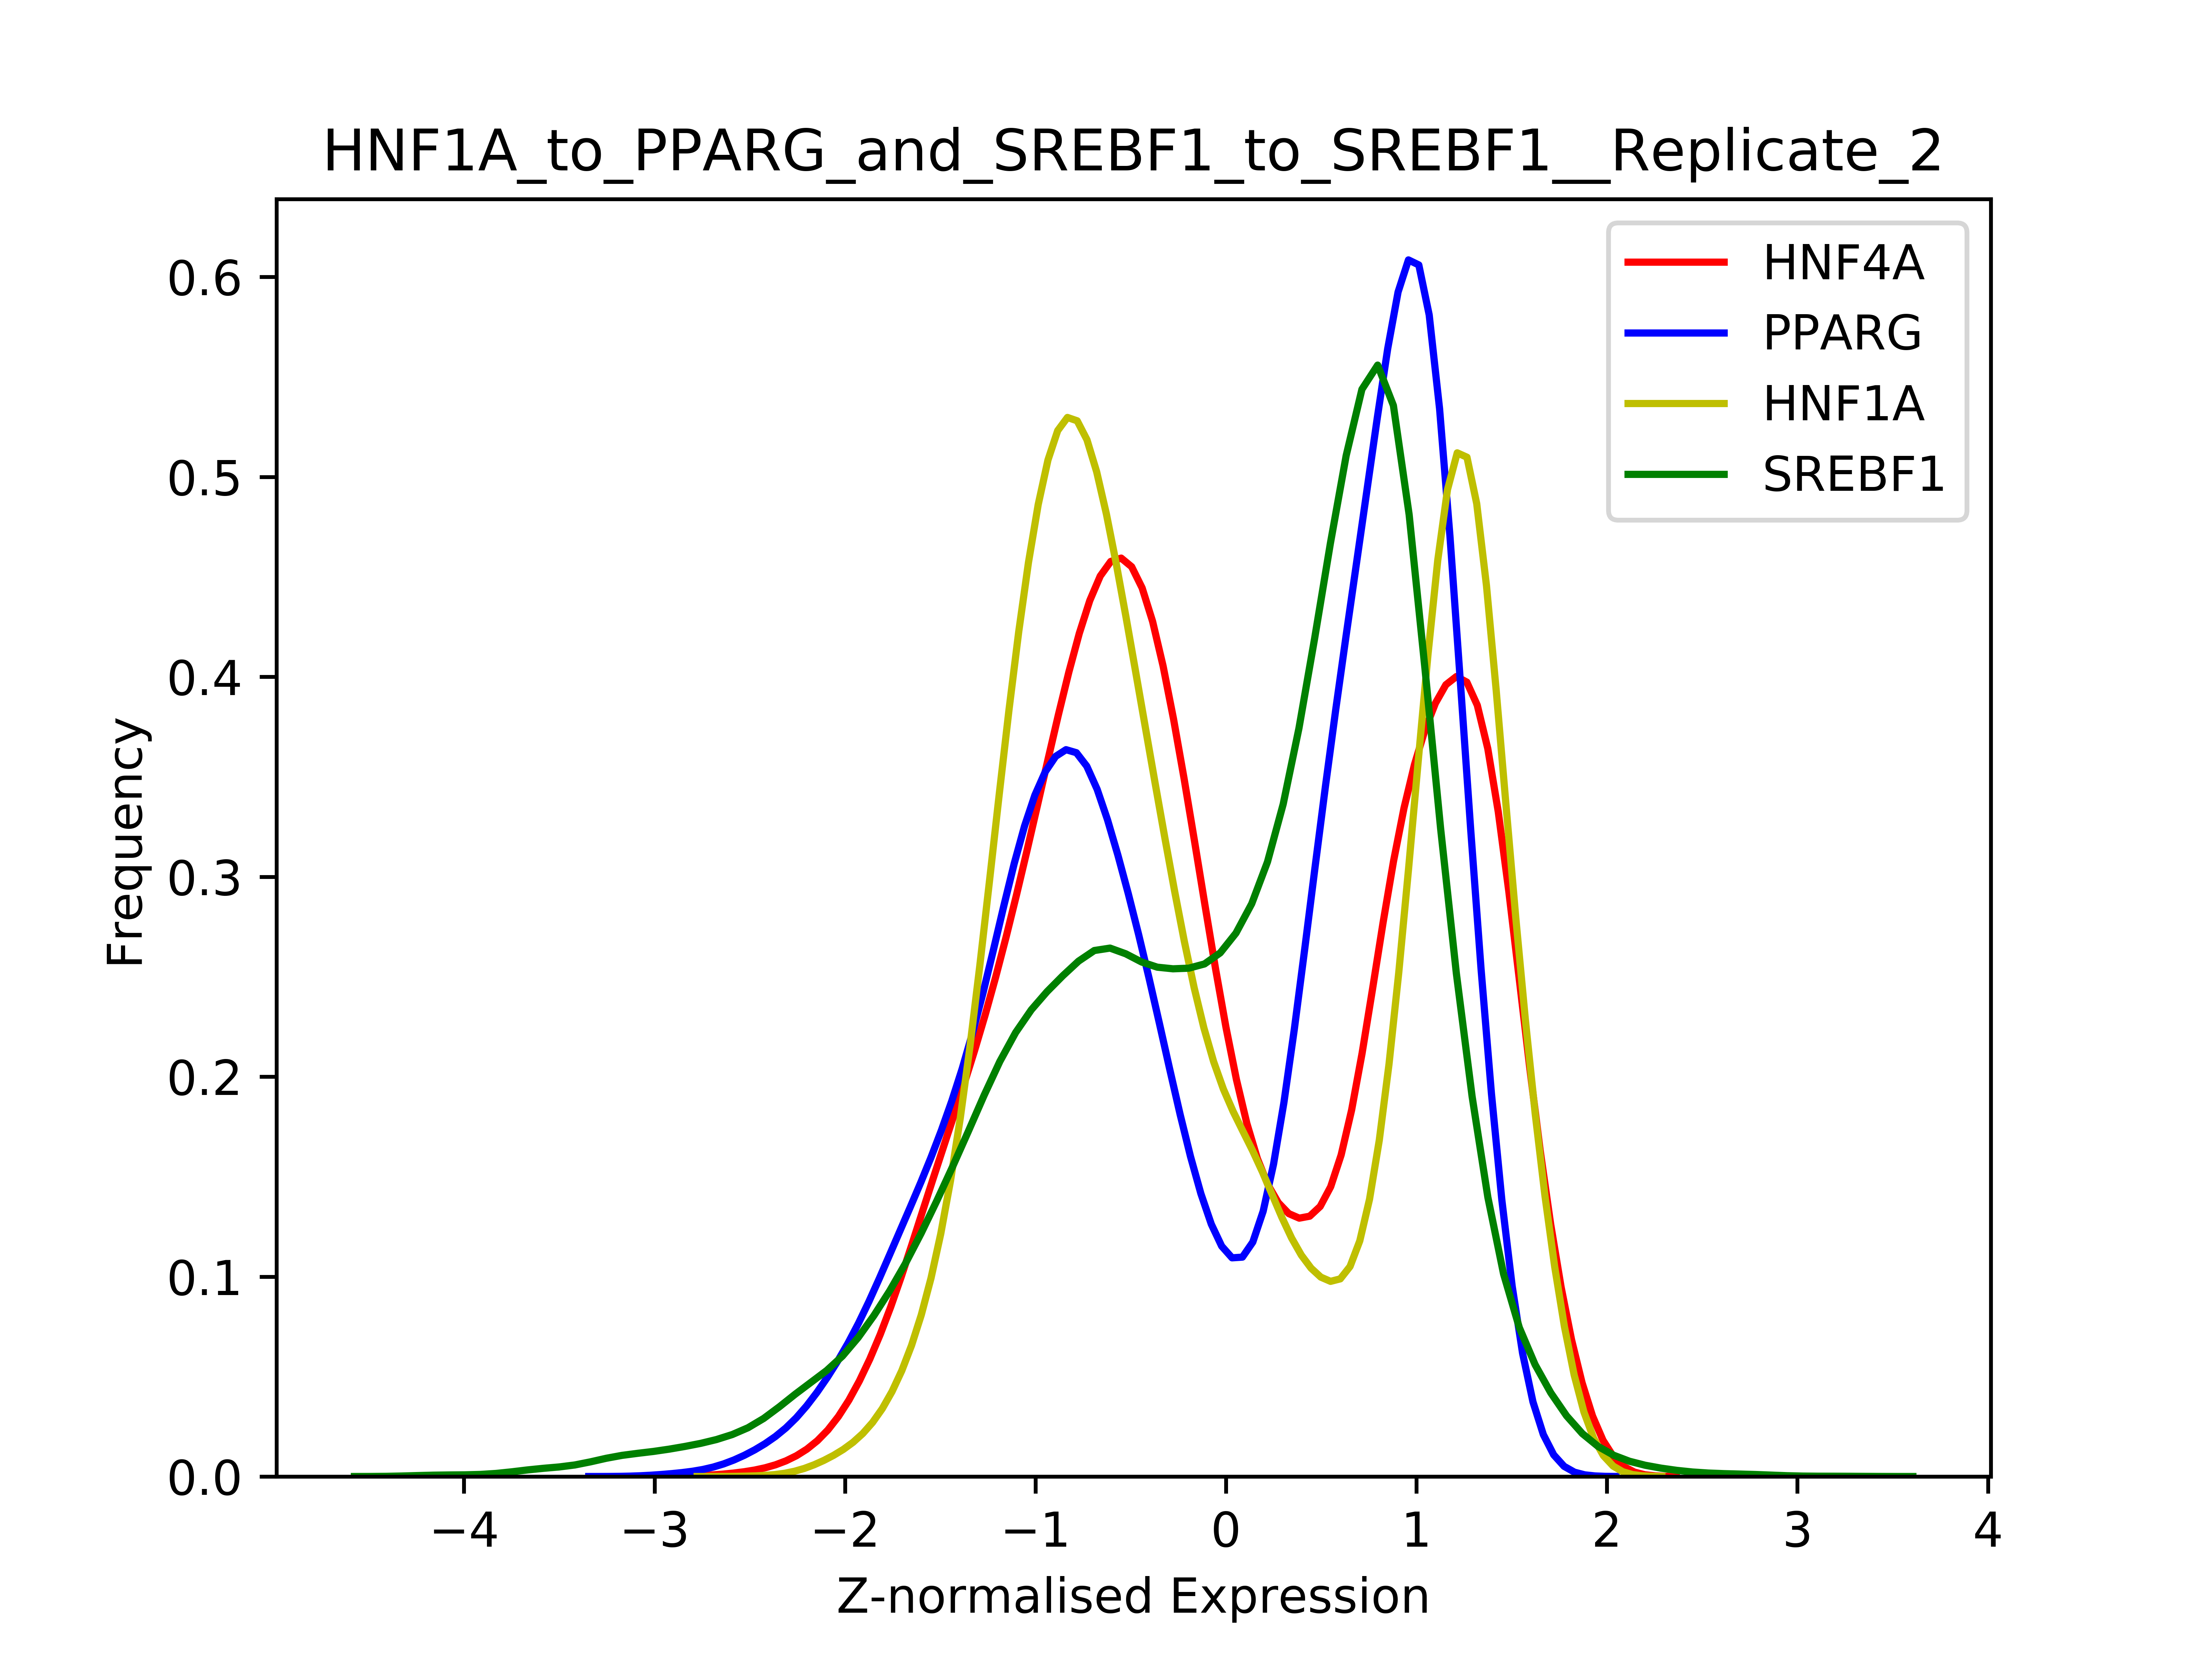 HNF1A_to_PPARG_and_SREBF1_to_SREBF1__Replicate_2
HNF4A
PPARG
HNF1A
SREBF1
Frequency
0.6
0.5
0.4
0.3
0.2
0.1
0.0
−4 −3 −2 −1 0 1 2 3 4
Z-normalised Expression